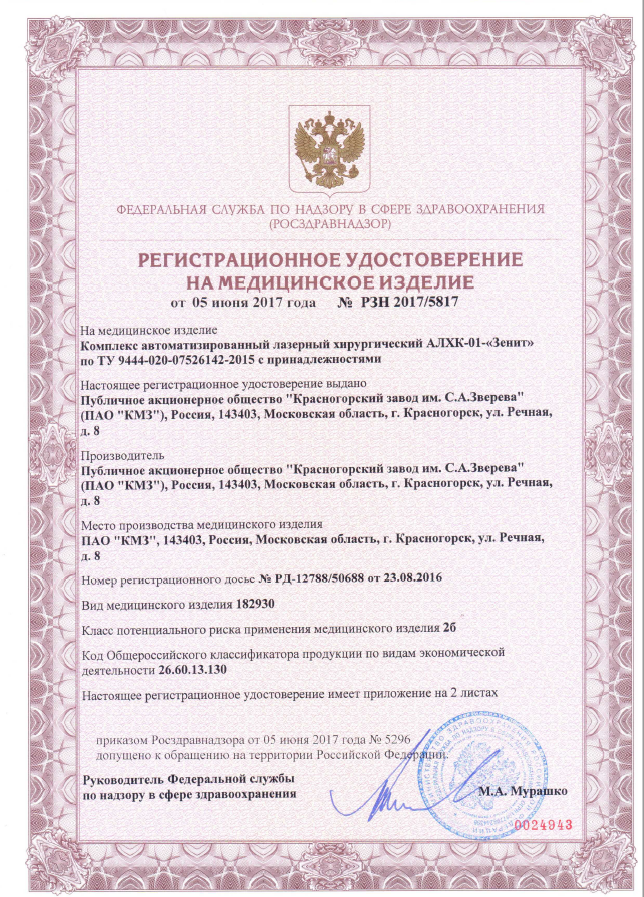 ФЕДЕРАЛЬНАЯ СЛУЖБА ПО НАДЗОРУ В СФЕРЕ ЗДРАВООХРАНЕНИЯ
(РОСЗДРАВНАДЗОР)
РЕГИСТРАЦИОННОЕ УДОСТОВЕРЕНИЕ
НА МЕДИЦИНСКОЕ ИЗДЕЛИЕ
от 05 июня 2017 года № РЗН 2017/5817
На медицинское изделие
Комплекс автоматизированный лазерный хирургический АЛХК-01-«Зенит»
по ТУ 9444-020-07526142-2015 с принадлежностями
Настоящее регистрационное удостоверение выдано
Публичное акционерное общество "Красногорский завод им. С.А.Зверева"
(ПАО "КМЗ"), Россия, 143403, Московская область, г. Красногорск, ул. Речная,
д. 8
Производитель
Публичное акционерное общество "Красногорский завод им. С.А.Зверева"
(ПАО "КМЗ"), Россия, 143403, Московская область, г. Красногорск, ул. Речная,
д. 8
Место производства медицинского изделия
ПАО "КМЗ", 143403, Россия, Московская область, г. Красногорск, ул. Речная,
д. 8
Номер регистрационного досье № РД-12788/50688 от 23.08.2016
Вид медицинского изделия 182930
Класс потенциального риска применения медицинского изделия 2б
Код Общероссийского классификатора продукции по видам экономической
деятельности 26.60.13.130
Настоящее регистрационное удостоверение имеет приложение на 2 листах
приказом Росздравнадзора от 05 июня 2017 года № 5296
допущено к обращению на территории Российской Федерации.
Руководитель Федеральной службы
по надзору в сфере здравоохранения
М.А. Мурашко
0024943